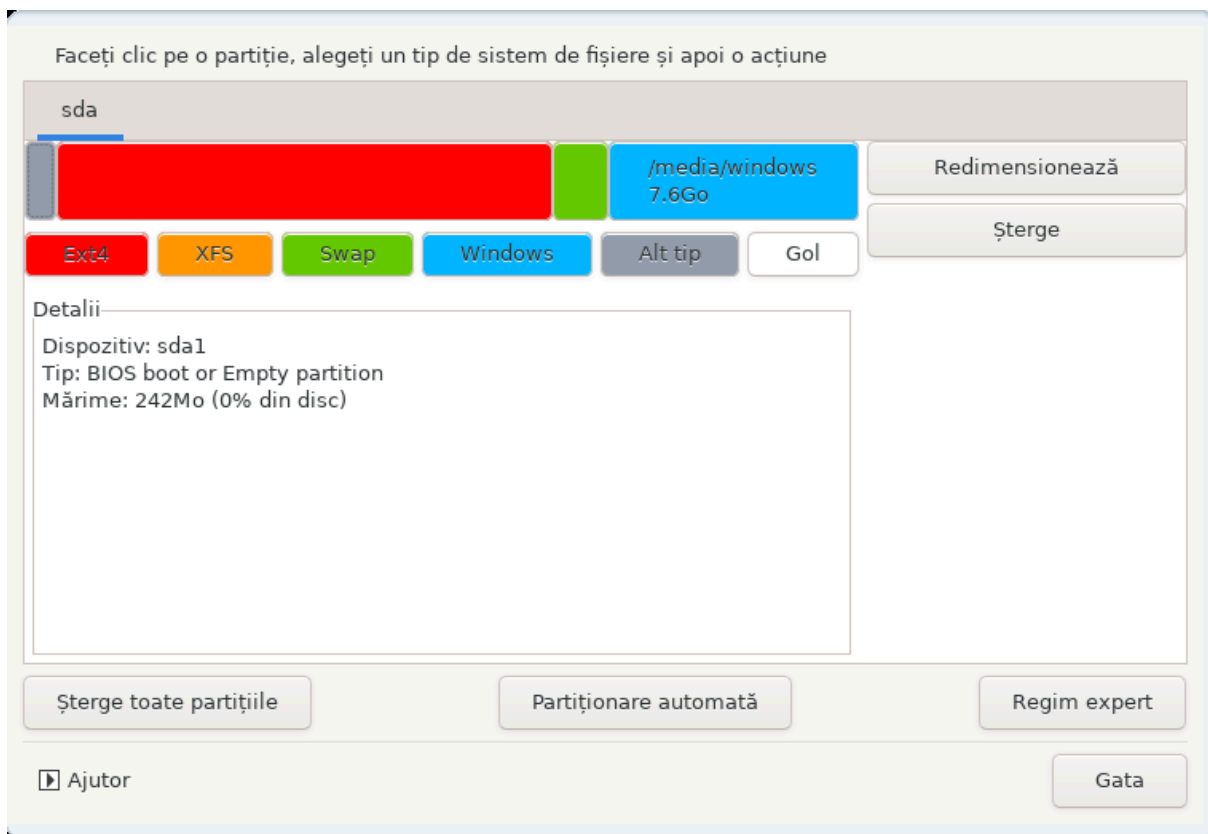 Faceți clic pe o partiție, alegeți un tip de sistem de fișiere și apoi o acțiune
sda
/media/windows
7.6Go
Redimensionează
Șterge
Ext4 XFS Swap Windows Alt tip Gol
Detalii
Dispozitiv: sda1
Tip: BIOS boot or Empty partition
Mărime: 242Mo (0% din disc)
Șterge toate partițiile Partiționare automată Regim expert
Ajutor Gata